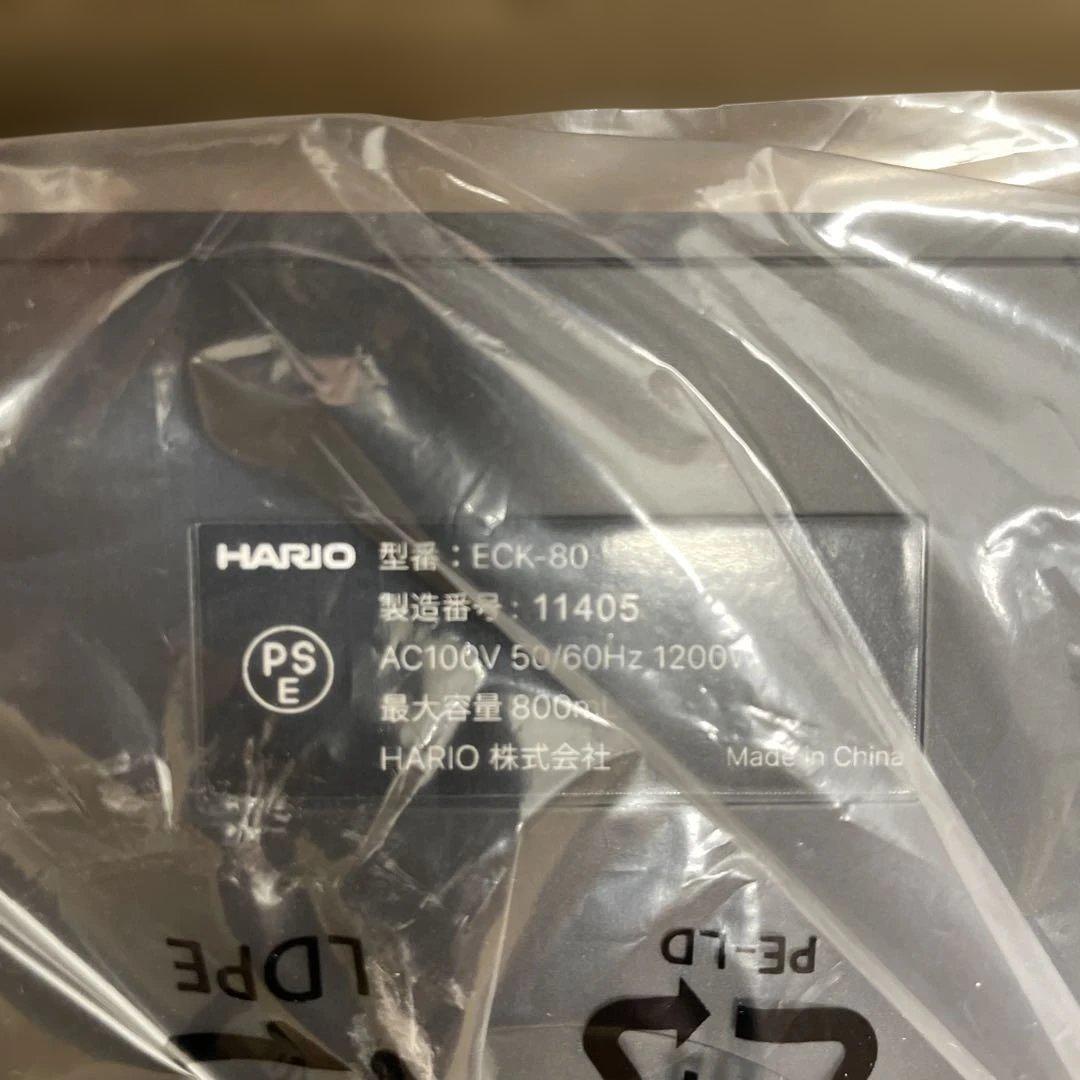 HARIO 型番：ECK-80
製造番号：11405
PSE
AC100V 50/60Hz 1200W
最大容量 800mL
HARIO 株式会社 Made in China
LDPE
PE-LD